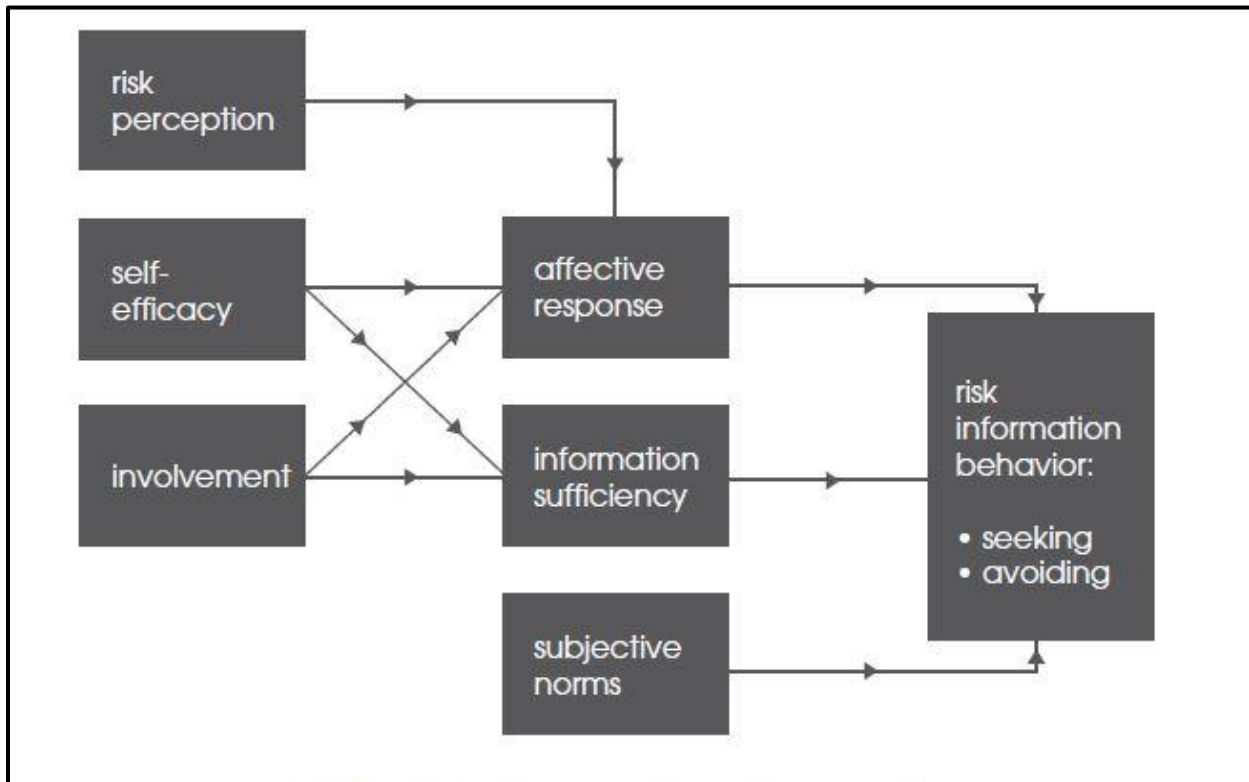 risk
perception
self-
efficacy
involvement
affective
response
information
sufficiency
subjective
norms
risk
information
behavior:
• seeking
• avoiding